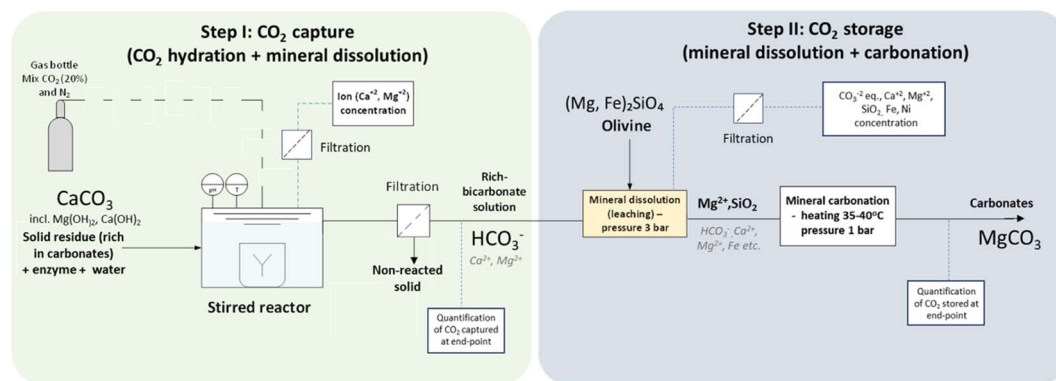 Step I: CO2 capture
(CO2 hydration + mineral dissolution)
Gas bottle
Mix CO2 (20%)
and N2
Ion (Ca+2, Mg+2)
concentration
Filtration
pH
T
CaCO3
incl. Mg(OH)2, Ca(OH)2
Solid residue (rich
in carbonates)
+ enzyme + water
Stirred reactor
Filtration
Non-reacted
solid
Rich-
bicarbonate
solution
HCO3-
Ca2+, Mg2+
Quantification
of CO2 captured
at end-point
Step II: CO2 storage
(mineral dissolution + carbonation)
(Mg, Fe)2SiO4
Olivine
Filtration
CO3-2 eq., Ca+2, Mg+2,
SiO2, Fe, Ni
concentration
Mineral dissolution
(leaching) –
pressure 3 bar
Mg2+,SiO2
HCO3-,Ca2+,
Mg2+, Fe etc.
Mineral carbonation
- heating 35-40oC
pressure 1 bar
Carbonates
MgCO3
Quantification
of CO2 stored at
end-point